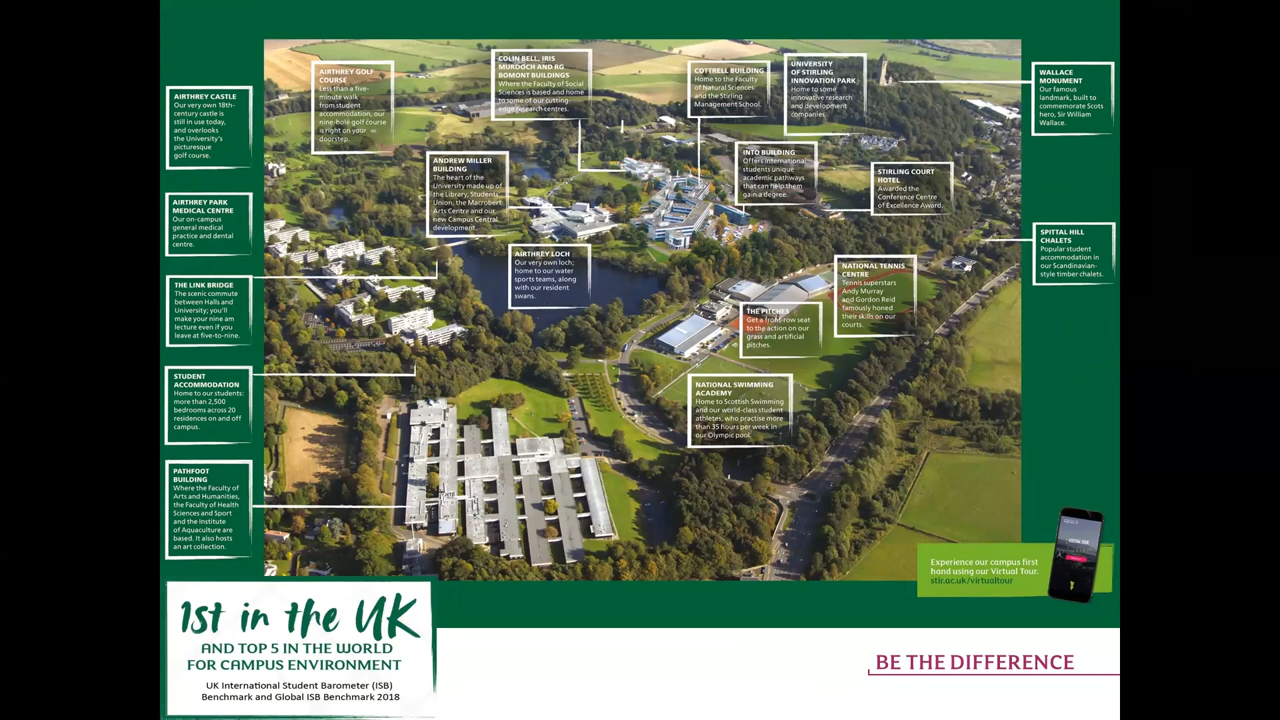 AIRTHREY CASTLE
Our very own 18th-
century castle is
still in use today,
and overlooks
the University's
picturesque
golf course.
AIRTHREY PARK
MEDICAL CENTRE
Our on-campus
general medical
practice and dental
centre.
THE LINK BRIDGE
The scenic commute
between Halls and
University; you'll
make your nine am
lecture even if you
leave at five-to-nine.
STUDENT
ACCOMMODATION
Home to our students:
more than 2,500
bedrooms across 20
residences on and off
campus.
PATHFOOT
BUILDING
Where the Faculty of
Arts and Humanities,
the Faculty of Health
Sciences and Sport
and the Institute
of Aquaculture are
based. It also hosts
an art collection.
AIRTHREY GOLF
COURSE
Less than a five-
minute walk
from student
accommodation, our
nine-hole golf course
is right on your
doorstep.
COLIN BELL, IRIS
MURDOCH AND RG
BOMONT BUILDINGS
Where the Faculty of Social
Sciences is based and home
to some of our cutting-
edge research centres.
ANDREW MILLER
BUILDING
The heart of the
University made up of
the Library, Students'
Union, the Macrobert
Arts Centre and our
new Campus Central
development.
AIRTHREY LOCH
Our very own loch;
home to our water
sports teams, along
with our resident
swans.
COTTRELL BUILDING
Home to the Faculty
of Natural Sciences
and the Stirling
Management School.
UNIVERSITY
OF STIRLING
INNOVATION PARK
Home to some
innovative research
and development
companies.
INTO BUILDING
Offers international
students unique
academic pathways
that can help them
gain a degree.
STIRLING COURT
HOTEL
Awarded the
Conference Centre
of Excellence Award.
NATIONAL TENNIS
CENTRE
Tennis superstars
Andy Murray
and Gordon Reid
famously honed
their skills on our
courts.
THE PITCHES
Get a front-row seat
to the action on our
grass and artificial
pitches.
NATIONAL SWIMMING
ACADEMY
Home to Scottish Swimming
and our world-class student
athletes, who practise more
than 35 hours per week in
our Olympic pool.
WALLACE
MONUMENT
Our famous
landmark, built to
commemorate Scots
hero, Sir William
Wallace.
SPITTAL HILL
CHALETS
Popular student
accommodation in
our Scandinavian-
style timber chalets.
Experience our campus first
hand using our Virtual Tour.
stir.ac.uk/virtualtour
VIRTUAL TOUR
1st in the UK
AND TOP 5 IN THE WORLD
FOR CAMPUS ENVIRONMENT
UK International Student Barometer (ISB)
Benchmark and Global ISB Benchmark 2018
BE THE DIFFERENCE